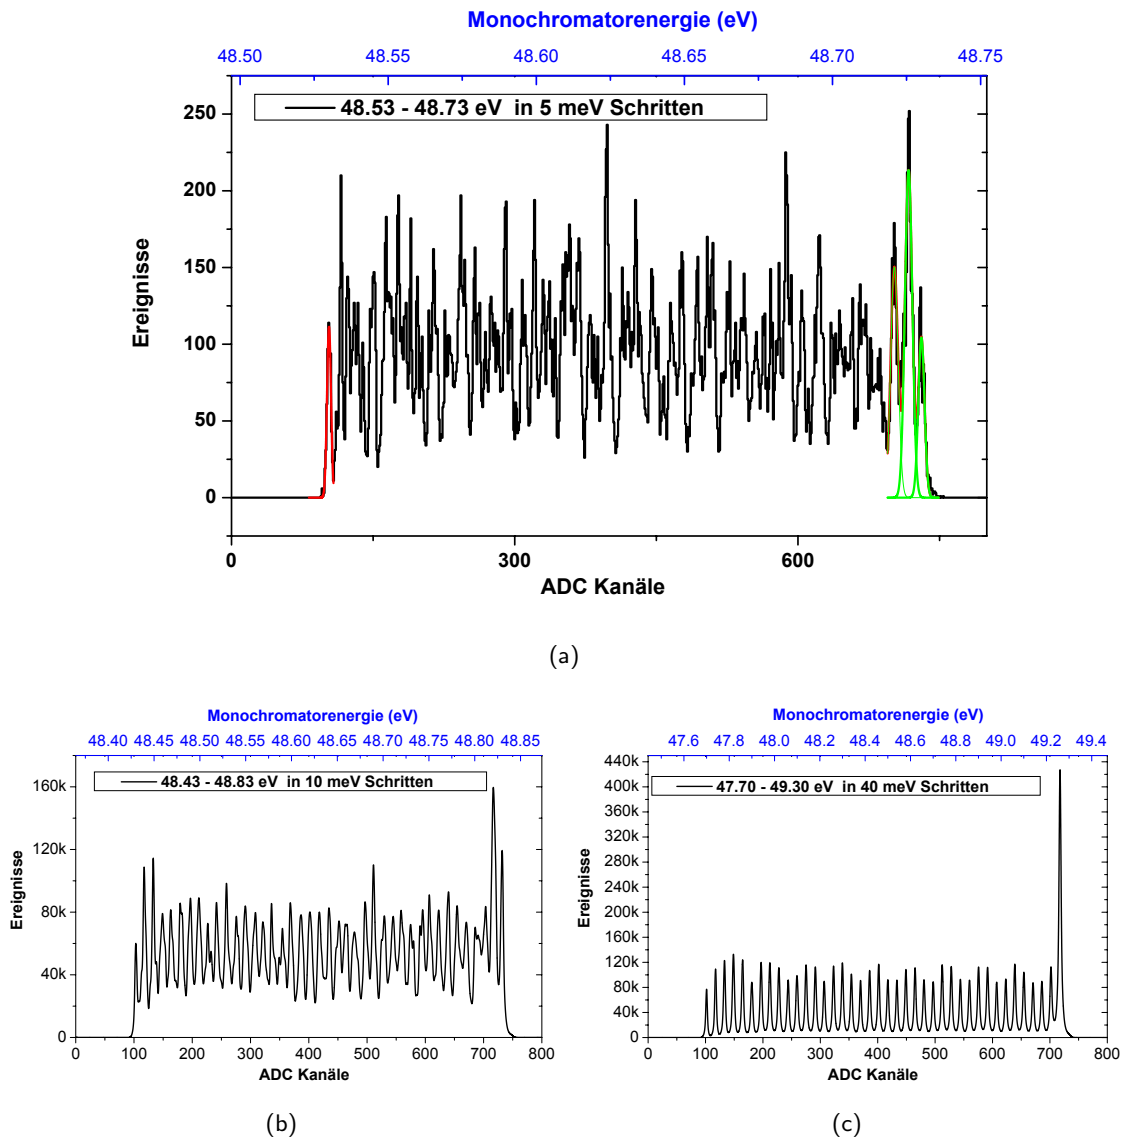 Monochromatorenergie (eV)
48.50 48.55 48.60 48.65 48.70 48.75
48.53 - 48.73 eV in 5 meV Schritten
250
200
150
100
50
0
Ereignisse
0 300 600
ADC Kanäle
(a)
Monochromatorenergie (eV)
48.40 48.45 48.50 48.55 48.60 48.65 48.70 48.75 48.80 48.85
48.43 - 48.83 eV in 10 meV Schritten
160k
120k
80k
40k
0
Ereignisse
0 100 200 300 400 500 600 700 800
ADC Kanäle
(b)
Monochromatorenergie (eV)
47.6 47.8 48.0 48.2 48.4 48.6 48.8 49.0 49.2 49.4
47.70 - 49.30 eV in 40 meV Schritten
440k
400k
360k
320k
280k
240k
200k
160k
120k
80k
40k
0
Ereignisse
0 100 200 300 400 500 600 700 800
ADC Kanäle
(c)